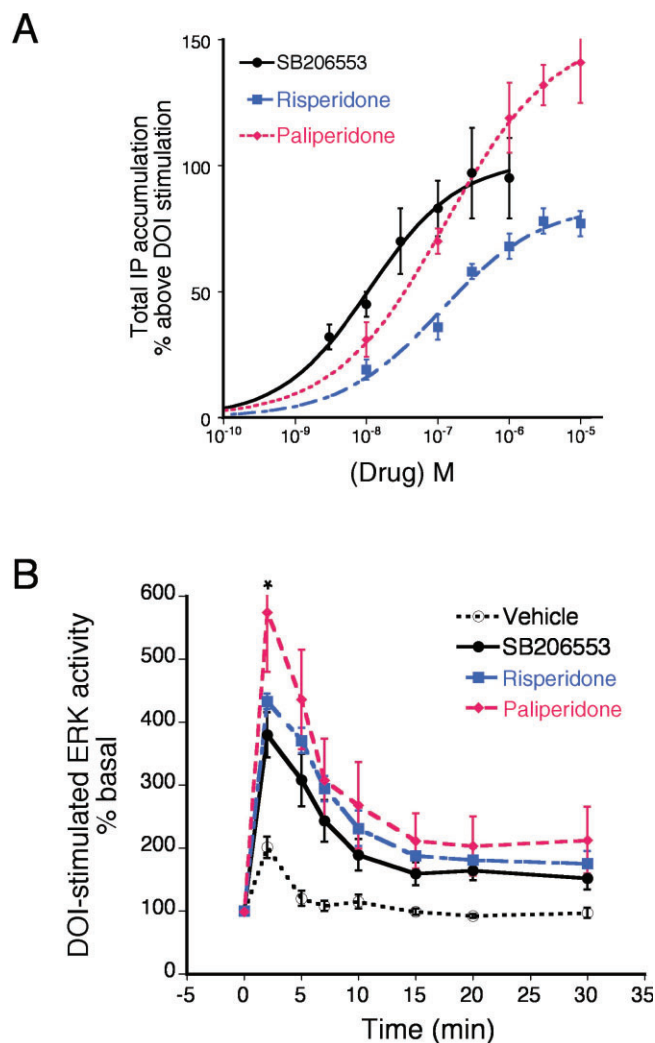 A
Total IP accumulation
% above DOI stimulation
150
100
50
0
SB206553
Risperidone
Paliperidone
10⁻¹⁰ 10⁻⁹ 10⁻⁸ 10⁻⁷ 10⁻⁶ 10⁻⁵
(Drug) M
B
DOI-stimulated ERK activity
% basal
600
500
400
300
200
100
0
*
Vehicle
SB206553
Risperidone
Paliperidone
-5 0 5 10 15 20 25 30 35
Time (min)